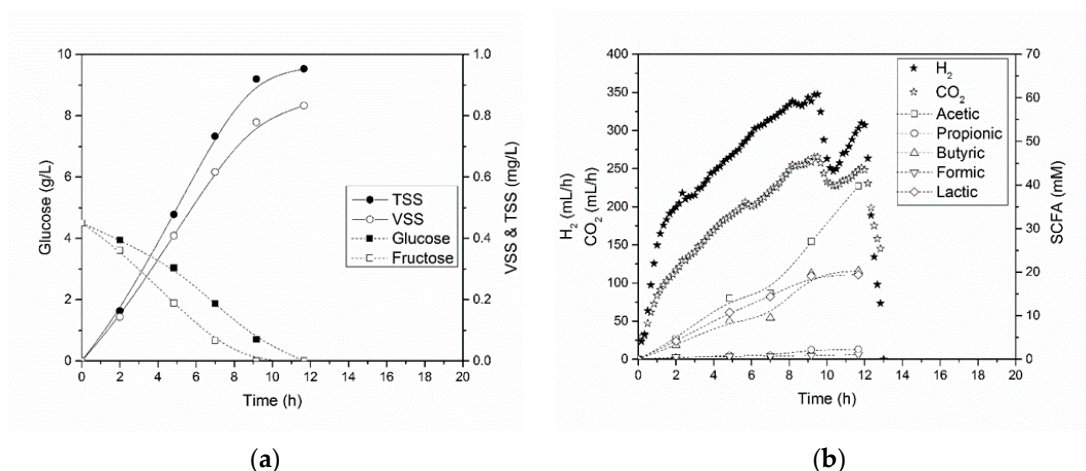 10
8
6
4
2
0
Glucose (g/L)
1.0
0.8
0.6
0.4
0.2
0.0
VSS & TSS (mg/L)
TSS
VSS
Glucose
Fructose
0 2 4 6 8 10 12 14 16 18 20
Time (h)
(a)
400
350
300
250
200
150
100
50
0
H2 (mL/h)
CO2 (mL/h)
70
60
50
40
30
20
10
0
SCFA (mM)
H2
CO2
Acetic
Propionic
Butyric
Formic
Lactic
0 2 4 6 8 10 12 14 16 18 20
Time (h)
(b)